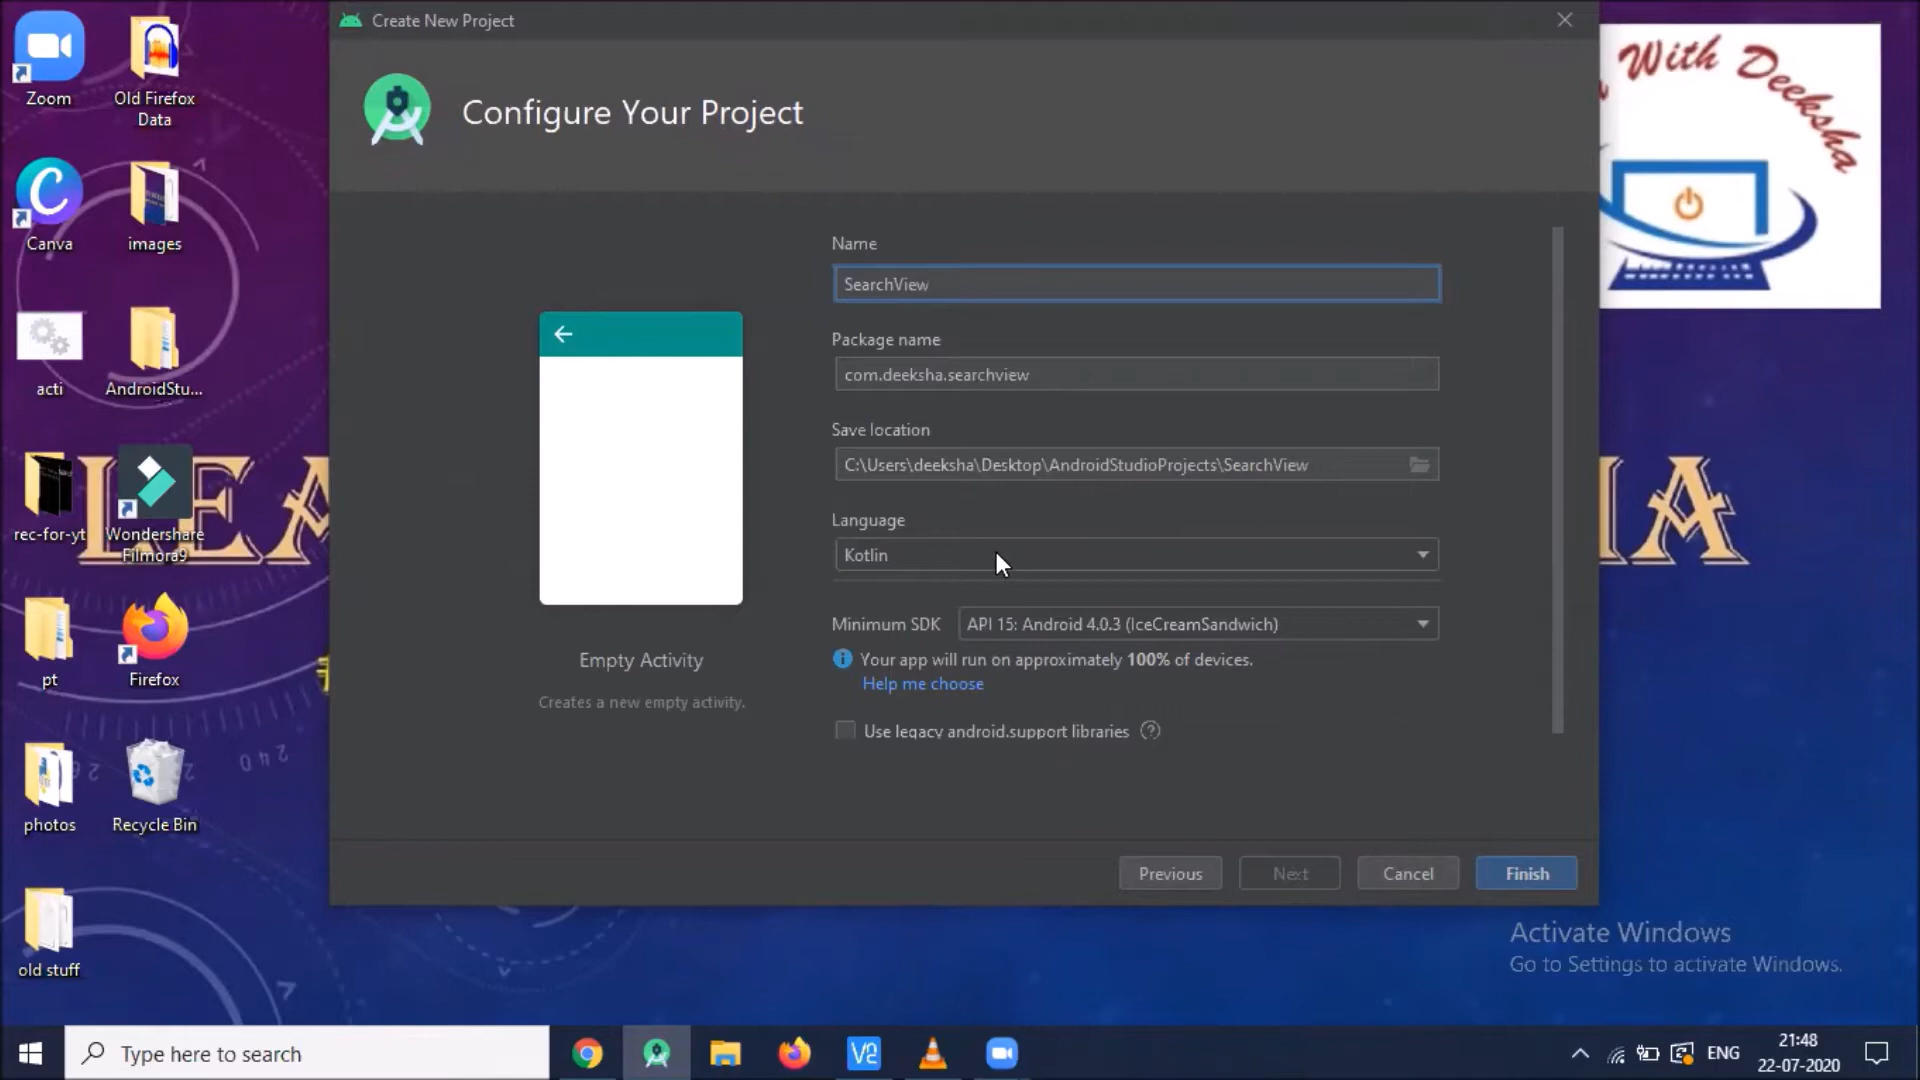 Create New Project
Configure Your Project
Name
SearchView
Package name
com.deeksha.searchview
Save location
C:\Users\deeksha\Desktop\AndroidStudioProjects\SearchView
Language
Kotlin
Minimum SDK
API 15: Android 4.0.3 (IceCreamSandwich)
Your app will run on approximately 100% of devices.
Help me choose
Use legacy android.support libraries
Empty Activity
Creates a new empty activity.
Previous
Next
Cancel
Finish
Zoom
Old Firefox
Data
Canva
images
acti
AndroidStu...
rec-for-yt
Wondershare
Filmora9
pt
Firefox
photos
Recycle Bin
old stuff
With Deeksha
LEA
IA
240
Activate Windows
Go to Settings to activate Windows.
Type here to search
V2
ENG
21:48
22-07-2020